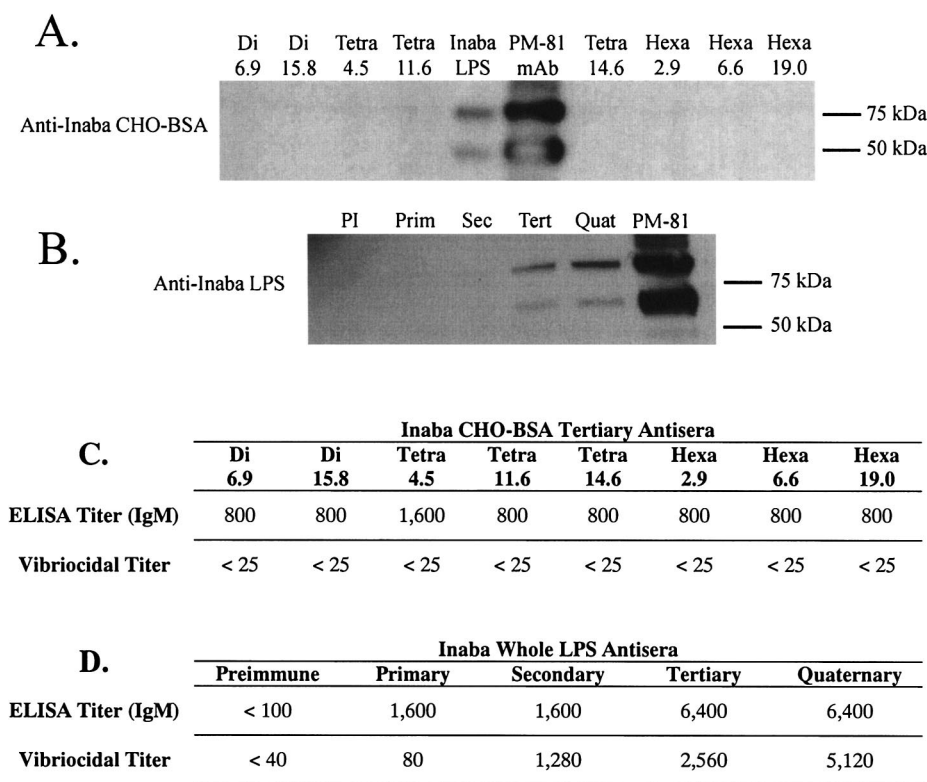 A.
Di Di Tetra Tetra Inaba PM-81 Tetra Hexa Hexa Hexa
6.9 15.8 4.5 11.6 LPS mAb 14.6 2.9 6.6 19.0
Anti-Inaba CHO-BSA
75 kDa
50 kDa
B.
PI Prim Sec Tert Quat PM-81
Anti-Inaba LPS
75 kDa
50 kDa
C.
Inaba CHO-BSA Tertiary Antisera
Di Di Tetra Tetra Tetra Hexa Hexa Hexa
6.9 15.8 4.5 11.6 14.6 2.9 6.6 19.0
ELISA Titer (IgM) 800 800 1,600 800 800 800 800 800
Vibriocidal Titer < 25 < 25 < 25 < 25 < 25 < 25 < 25 < 25
D.
Inaba Whole LPS Antisera
Preimmune Primary Secondary Tertiary Quaternary
ELISA Titer (IgM) < 100 1,600 1,600 6,400 6,400
Vibriocidal Titer < 40 80 1,280 2,560 5,120